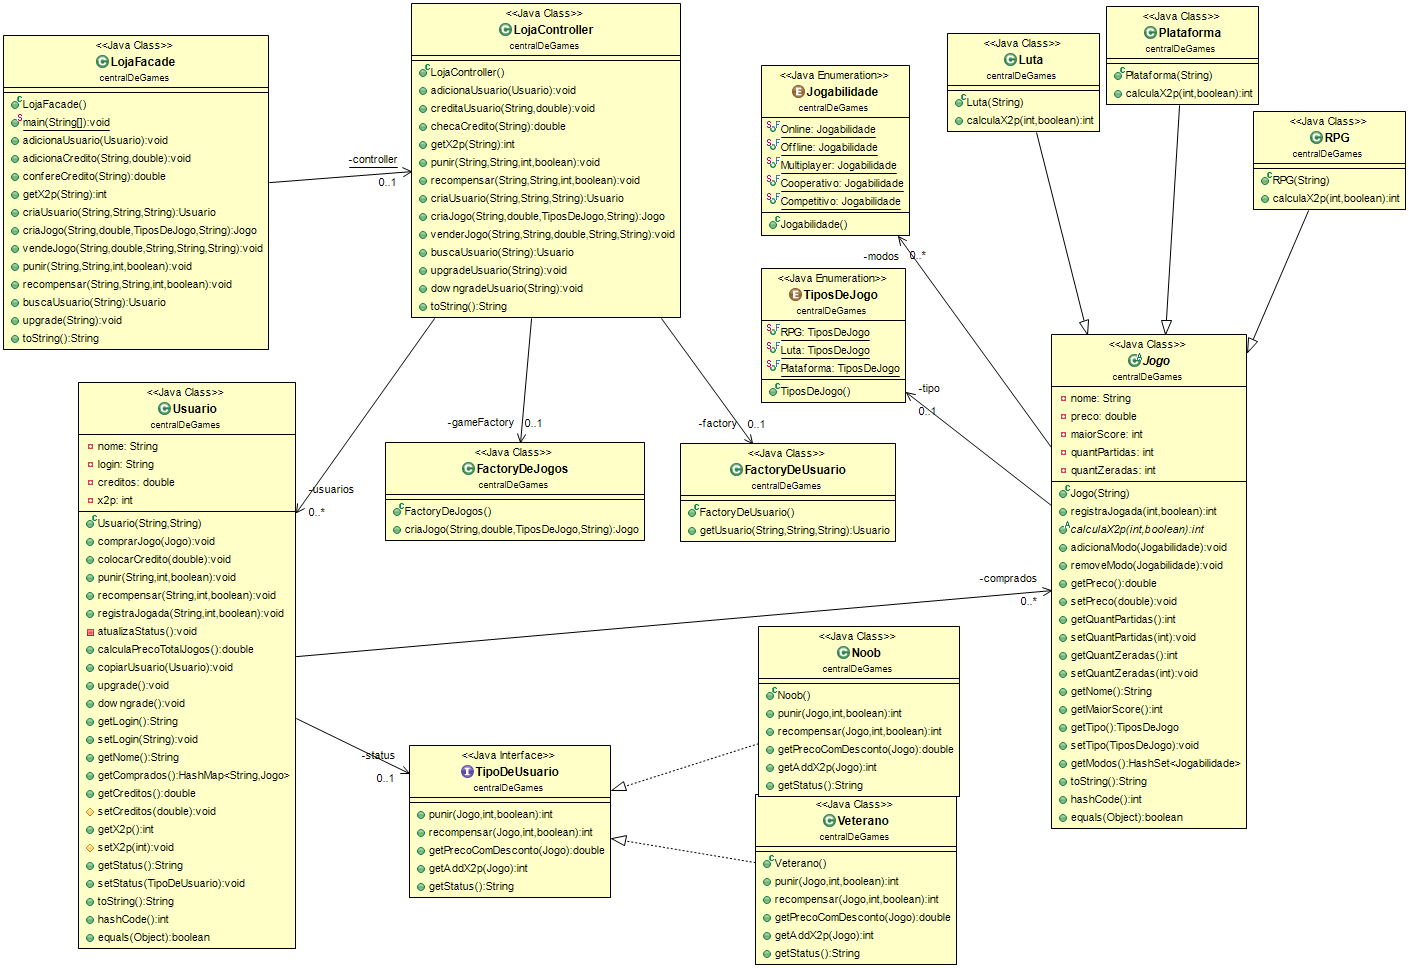 <<Java Class>>
LojaFacade
centralDeGames
LojaFacade()
main(String[]):void
adicionaUsuario(Usuario):void
adicionaCredito(String,double):void
confereCredito(String):double
getX2p(String):int
criaUsuario(String,String,String):Usuario
criaJogo(String,double,TiposDeJogo,String):Jogo
vendeJogo(String,double,String,String,String):void
punir(String,String,int,boolean):void
recompensar(String,String,int,boolean):void
buscaUsuario(String):Usuario
upgrade(String):void
toString():String
-controller
0..1
<<Java Class>>
LojaController
centralDeGames
LojaController()
adicionaUsuario(Usuario):void
creditaUsuario(String,double):void
checaCredito(String):double
getX2p(String):int
punir(String,String,int,boolean):void
recompensar(String,String,int,boolean):void
criaUsuario(String,String,String):Usuario
criaJogo(String,double,TiposDeJogo,String):Jogo
venderJogo(String,String,double,String,String):void
buscaUsuario(String):Usuario
upgradeUsuario(String):void
downgradeUsuario(String):void
toString():String
<<Java Enumeration>>
Jogabilidade
centralDeGames
Online: Jogabilidade
Offline: Jogabilidade
Multiplayer: Jogabilidade
Cooperativo: Jogabilidade
Competitivo: Jogabilidade
Jogabilidade()
-modos
0..*
<<Java Enumeration>>
TiposDeJogo
centralDeGames
RPG: TiposDeJogo
Luta: TiposDeJogo
Plataforma: TiposDeJogo
TiposDeJogo()
-tipo
0..1
<<Java Class>>
Luta
centralDeGames
Luta(String)
calculaX2p(int,boolean):int
<<Java Class>>
Plataforma
centralDeGames
Plataforma(String)
calculaX2p(int,boolean):int
<<Java Class>>
RPG
centralDeGames
RPG(String)
calculaX2p(int,boolean):int
<<Java Class>>
Jogo
centralDeGames
nome: String
preco: double
maiorScore: int
quantPartidas: int
quantZeradas: int
Jogo(String)
registraJogada(int,boolean):int
calculaX2p(int,boolean):int
adicionaModo(Jogabilidade):void
removeModo(Jogabilidade):void
getPreco():double
setPreco(double):void
getQuantPartidas():int
setQuantPartidas(int):void
getQuantZeradas():int
setQuantZeradas(int):void
getNome():String
getMaiorScore():int
getTipo():TiposDeJogo
setTipo(TiposDeJogo):void
getModos():HashSet<Jogabilidade>
toString():String
hashCode():int
equals(Object):boolean
<<Java Class>>
Usuario
centralDeGames
nome: String
login: String
creditos: double
x2p: int
Usuario(String,String)
comprarJogo(Jogo):void
colocarCredito(double):void
punir(String,int,boolean):void
recompensar(String,int,boolean):void
registraJogada(String,int,boolean):void
atualizaStatus():void
calculaPrecoTotalJogos():double
copiarUsuario(Usuario):void
upgrade():void
downgrade():void
getLogin():String
setLogin(String):void
getNome():String
getComprados():HashMap<String,Jogo>
getCreditos():double
setCreditos(double):void
getX2p():int
setX2p(int):void
getStatus():String
setStatus(TipoDeUsuario):void
toString():String
hashCode():int
equals(Object):boolean
-usuarios
0..*
-gameFactory
0..1
<<Java Class>>
FactoryDeJogos
centralDeGames
FactoryDeJogos()
criaJogo(String,double,TiposDeJogo,String):Jogo
-factory
0..1
<<Java Class>>
FactoryDeUsuario
centralDeGames
FactoryDeUsuario()
getUsuario(String,String,String):Usuario
-comprados
0..*
-status
0..1
<<Java Interface>>
TipoDeUsuario
centralDeGames
punir(Jogo,int,boolean):int
recompensar(Jogo,int,boolean):int
getPrecoComDesconto(Jogo):double
getAddX2p(Jogo):int
getStatus():String
<<Java Class>>
Noob
centralDeGames
Noob()
punir(Jogo,int,boolean):int
recompensar(Jogo,int,boolean):int
getPrecoComDesconto(Jogo):double
getAddX2p(Jogo):int
getStatus():String
<<Java Class>>
Veterano
centralDeGames
Veterano()
punir(Jogo,int,boolean):int
recompensar(Jogo,int,boolean):int
getPrecoComDesconto(Jogo):double
getAddX2p(Jogo):int
getStatus():String